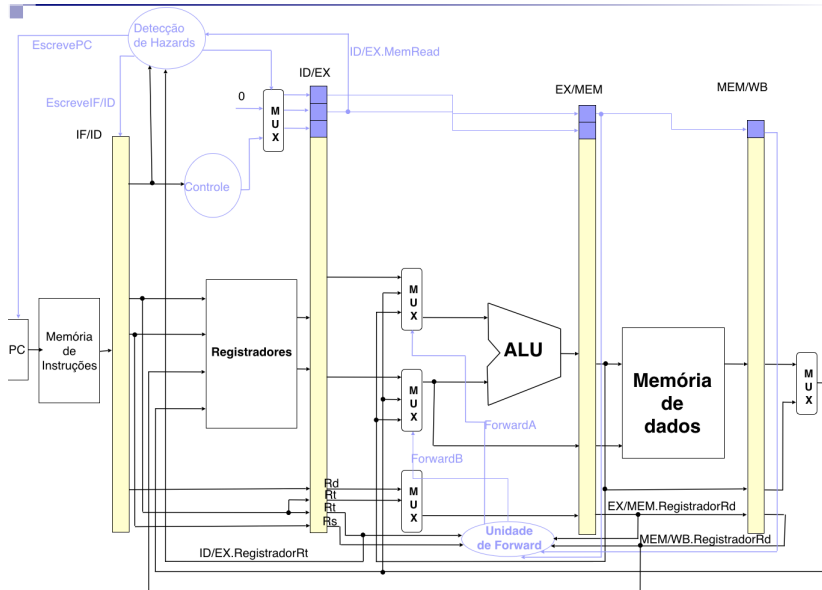 Detecção
de Hazards
EscrevePC
ID/EX.MemRead
ID/EX
EX/MEM
MEM/WB
0
M
U
X
EscreveIF/ID
IF/ID
Controle
M
U
X
PC
Memória
de
Instruções
Registradores
ALU
M
U
X
Memória
de
dados
M
U
X
ForwardA
ForwardB
Rd
Rt
Rt
Rs
M
U
X
EX/MEM.RegistradorRd
Unidade
de Forward
MEM/WB.RegistradorRd
ID/EX.RegistradorRt